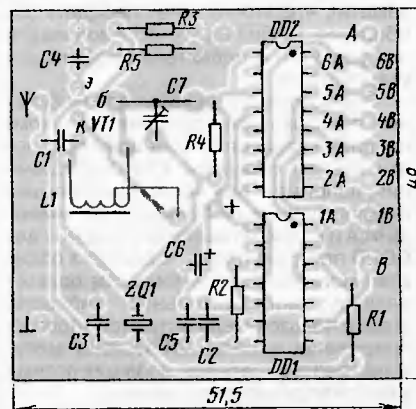 R3
DD2
A
C4
R5
6A 6B
э
б
C7
5A 5B
к VT1
4A 4B
C1
R4
3A 3B
L1
2A 2B
+
1A 1B
C6 +
B
R2
ZQ1
C3
C5
C2
R1
DD1
51,5
49